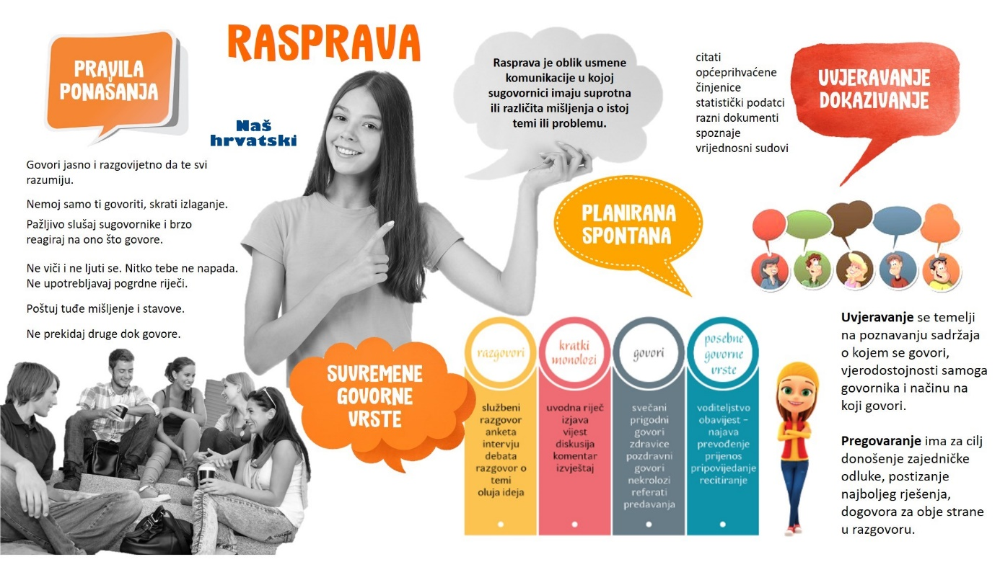 RASPRAVA
PRAVILA
PONAŠANJA
Naš
hrvatski
Govori jasno i razgovijetno da te svi
razumiju.
Nemoj samo ti govoriti, skrati izlaganje.
Pažljivo slušaj sugovornike i brzo
reagiraj na ono što govore.
Ne viči i ne ljuti se. Nitko tebe ne napada.
Ne upotrebljavaj pogrdne riječi.
Poštuj tuđe mišljenje i stavove.
Ne prekidaj druge dok govore.
Rasprava je oblik usmene
komunikacije u kojoj
sugovornici imaju suprotna
ili različita mišljenja o istoj
temi ili problemu.
citati
općeprihvaćene
činjenice
statistički podatci
razni dokumenti
spoznaje
vrijednosni sudovi
UVJERAVANJE
DOKAZIVANJE
PLANIRANA
SPONTANA
SUVREMENE
GOVORNE
VRSTE
razgovori
službeni
razgovor
anketa
intervju
debata
razgovor o
temi
oluja ideja
kratki
monolozi
uvodna riječ
izjava
vijest
diskusija
komentar
izvještaj
govori
svečani
prigodni
govori
zdravice
pozdravni
govori
nekrolozi
referati
predavanja
posebne
govorne
vrste
voditeljstvo
obavijest –
najava
prevođenje
prijenos
pripovijedanje
recitiranje
Uvjeravanje se temelji
na poznavanju sadržaja
o kojem se govori,
vjerodostojnosti samoga
govornika i načinu na
koji govori.
Pregovaranje ima za cilj
donošenje zajedničke
odluke, postizanje
najboljeg rješenja,
dogovora za obje strane
u razgovoru.